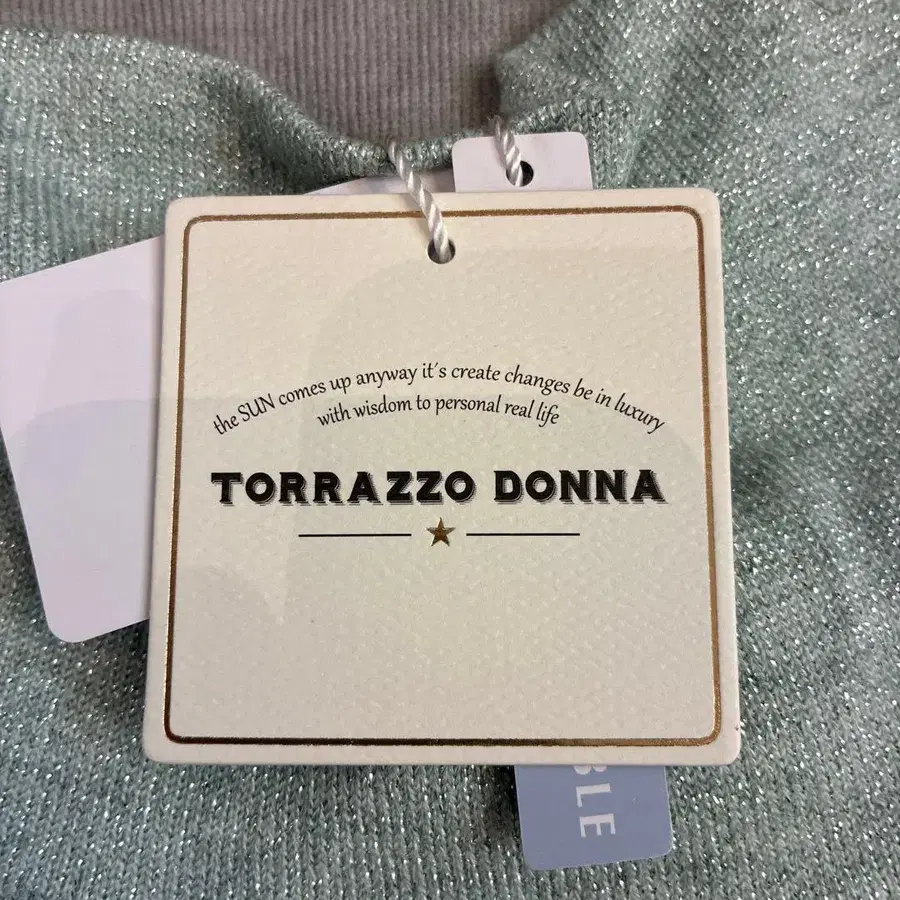 the SUN comes up anyway it´s create changes be in luxury
with wisdom to personal real life
TORRAZZO DONNA
BLE